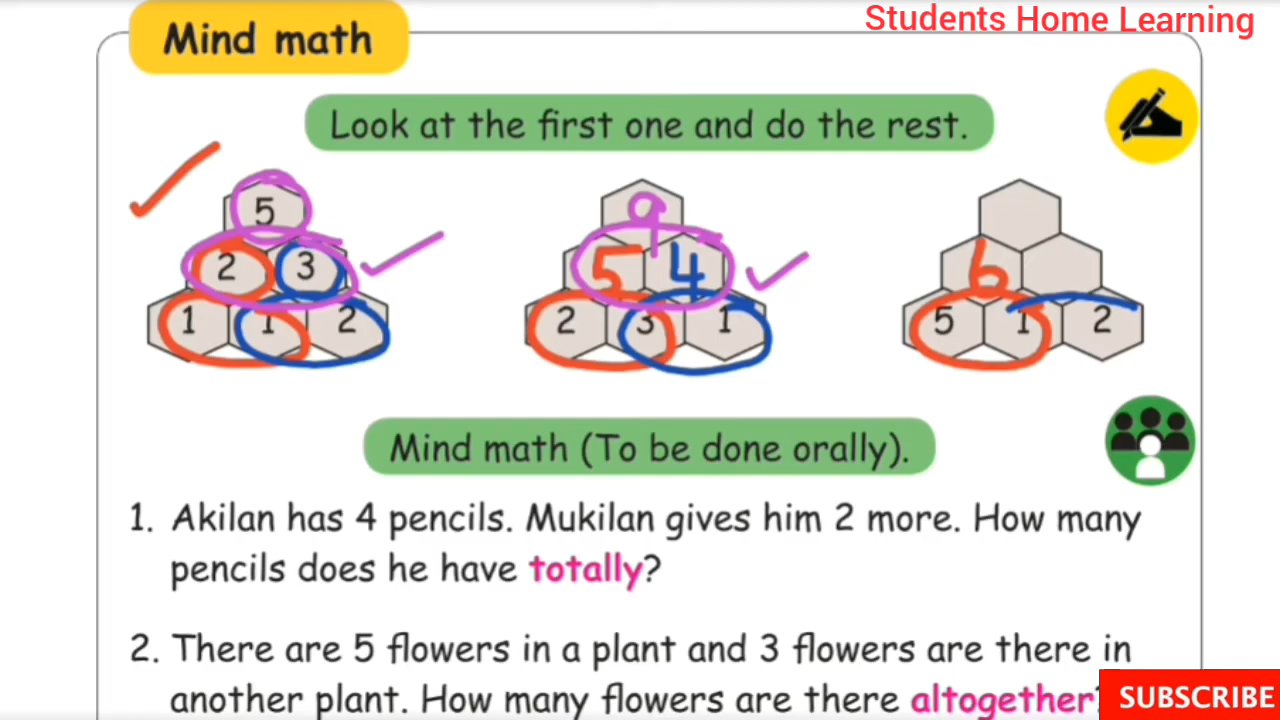 Students Home Learning
Mind math
Look at the first one and do the rest.
5
9
2 3
5 4
6
1 1 2
2 3 1
5 1 2
Mind math (To be done orally).
1. Akilan has 4 pencils. Mukilan gives him 2 more. How many
pencils does he have totally?
2. There are 5 flowers in a plant and 3 flowers are there in
another plant. How many flowers are there altogether?
SUBSCRIBE